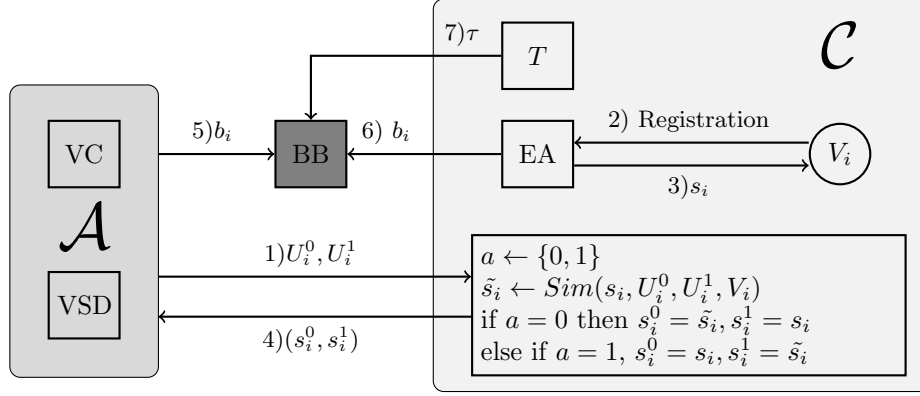 7)τ
T
𝒞
VC
5)b_i
BB
6) b_i
EA
2) Registration
V_i
3)s_i
𝒜
VSD
1)U_i^0, U_i^1
4)(s_i^0, s_i^1)
a ← {0, 1}
s̃_i ← Sim(s_i, U_i^0, U_i^1, V_i)
if a = 0 then s_i^0 = s̃_i, s_i^1 = s_i
else if a = 1, s_i^0 = s_i, s_i^1 = s̃_i